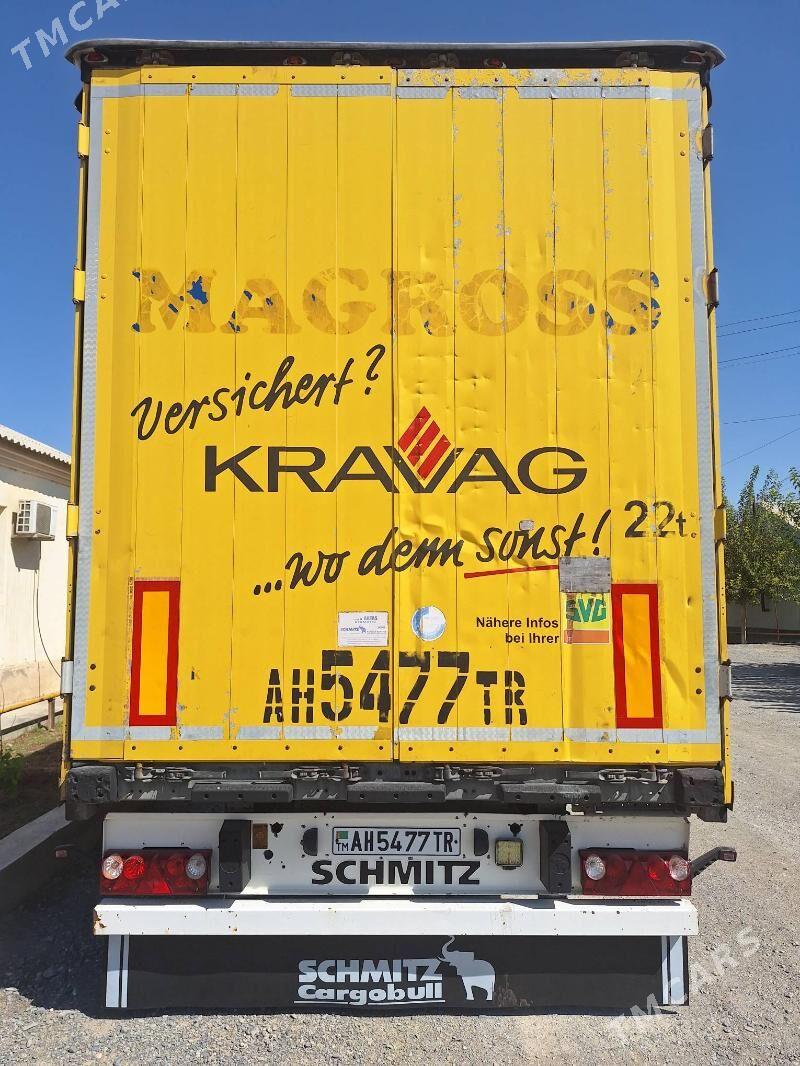 TMCARS
MAGROSS
versichert?
KRAVAG
...wo denn sonst!
22t.
SVG
Nähere Infos
bei Ihrer
SCHMITZ
AH5477TR
TM AH5477TR
SCHMITZ
SCHMITZ
Cargobull
TMCARS